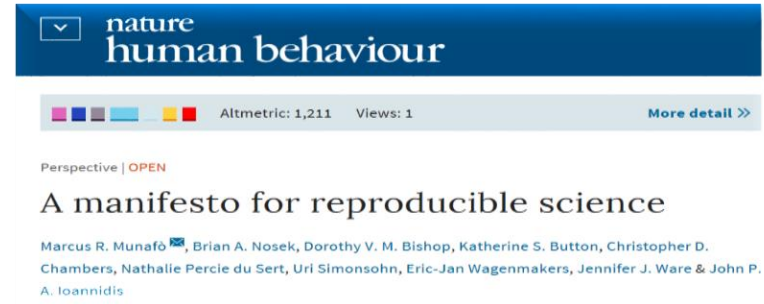 nature
human behaviour
Altmetric: 1,211 Views: 1 More detail »
Perspective | OPEN
A manifesto for reproducible science
Marcus R. Munafò, Brian A. Nosek, Dorothy V. M. Bishop, Katherine S. Button, Christopher D.
Chambers, Nathalie Percie du Sert, Uri Simonsohn, Eric-Jan Wagenmakers, Jennifer J. Ware & John P.
A. Ioannidis